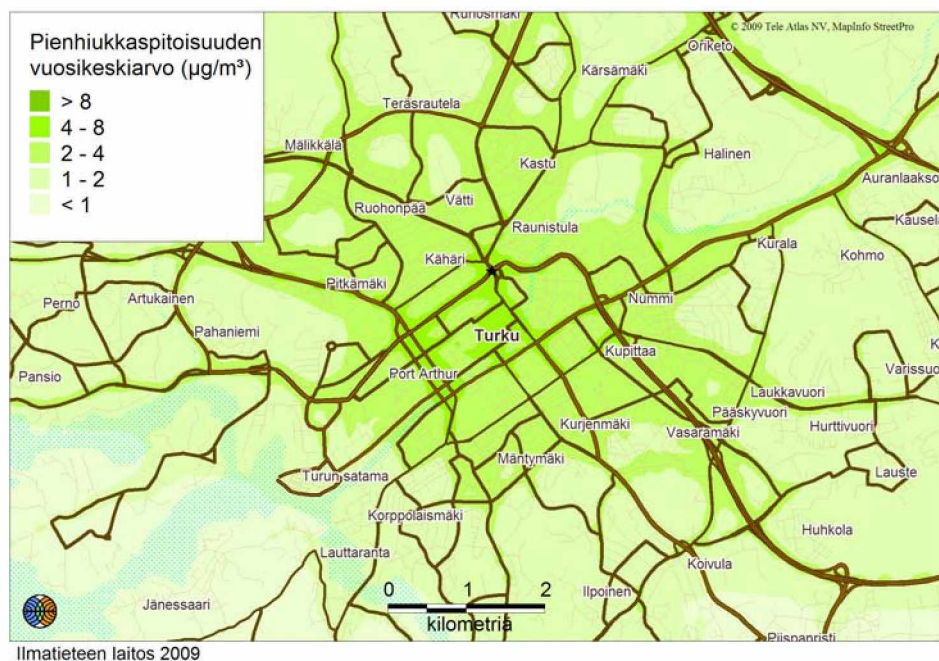 Pienhiukkaspitoisuuden
vuosikeskiarvo (µg/m³)
> 8
4 - 8
2 - 4
1 - 2
< 1
© 2009 Tele Atlas NV, MapInfo StreetPro
Runosmäki
Oriketo
Kärsämäki
Teräsrautela
Mälikkälä
Kastu
Halinen
Auranlaakso
Ruohonpää
Vätti
Raunistula
Kausela
Kurala
Kohmo
Kähäri
Pitkämäki
Artukainen
Perno
Nummi
Pahaniemi
Turku
Kupittaa
Pansio
Port Arthur
Varissuo
Laukkavuori
Pääskyvuori
Kurjenmäki
Vasaramäki
Hurttivuori
Mäntymäki
Turun satama
Lauste
Korppolaismäki
Huhkola
Lauttaranta
Koivula
Ilpoinen
Jänessaari
0 1 2
kilometriä
Piispanristi
Ilmatieteen laitos 2009